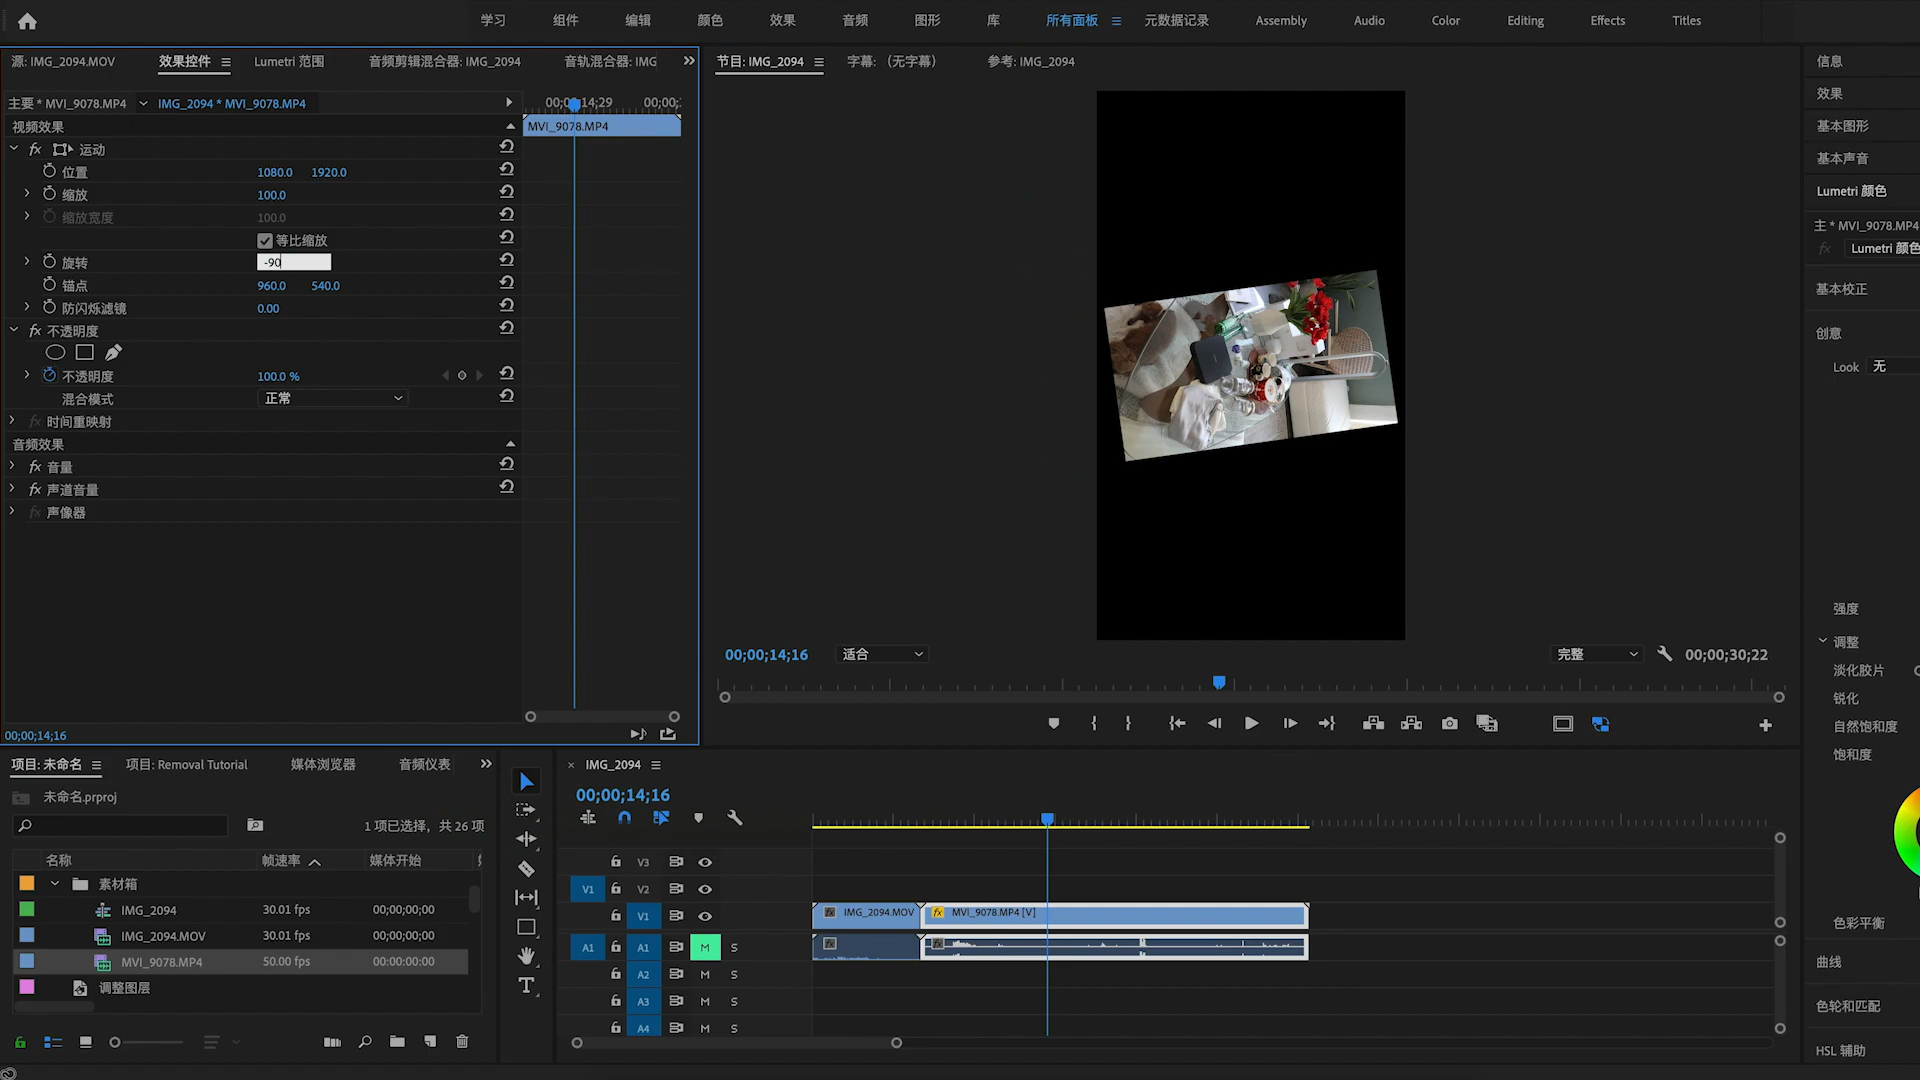 学习 组件 编辑 颜色 效果 音频 图形 库 所有面板 元数据记录 Assembly Audio Color Editing Effects Titles
源: IMG_2094.MOV 效果控件 Lumetri 范围 音频剪辑混合器: IMG_2094 音轨混合器: IMG
主要 * MVI_9078.MP4 IMG_2094 * MVI_9078.MP4
14;29 00;00;
视频效果
MVI_9078.MP4
fx 运动
位置 1080.0 1920.0
缩放 100.0
缩放宽度 100.0
等比缩放
旋转 -90
锚点 960.0 540.0
防闪烁滤镜 0.00
fx 不透明度
不透明度 100.0 %
混合模式 正常
fx 时间重映射
音频效果
fx 音量
fx 声道音量
fx 声像器
00;00;14;16
节目: IMG_2094 字幕: (无字幕) 参考: IMG_2094
00;00;14;16 适合 完整 00;00;30;22
信息
效果
基本图形
基本声音
Lumetri 颜色
主 * MVI_9078.MP4
fx Lumetri 颜色
基本校正
创意
Look 无
强度
调整
淡化胶片
锐化
自然饱和度
饱和度
色彩平衡
曲线
色轮和匹配
HSL 辅助
项目: 未命名 项目: Removal Tutorial 媒体浏览器 音频仪表
未命名.prproj
1 项已选择，共 26 项
名称 帧速率 媒体开始
素材箱
IMG_2094 30.01 fps 00;00;00;00
IMG_2094.MOV 30.01 fps 00;00;00;00
MVI_9078.MP4 50.00 fps 00:00:00:00
调整图层
× IMG_2094
00;00;14;16
V3
V1 V2
V1 fx IMG_2094.MOV fx MVI_9078.MP4 [V]
A1 A1 M S fx fx
A2 M S
A3 M S
A4 M S